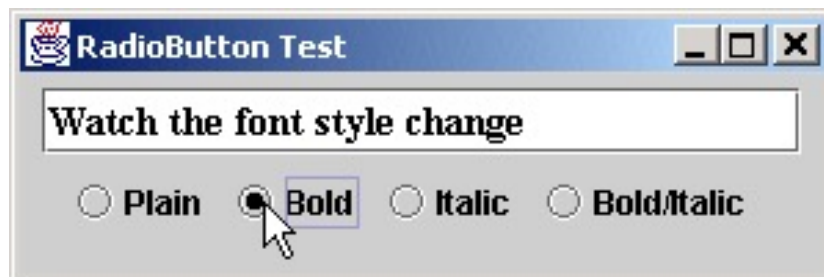 RadioButton Test
Watch the font style change
Plain Bold Italic Bold/Italic